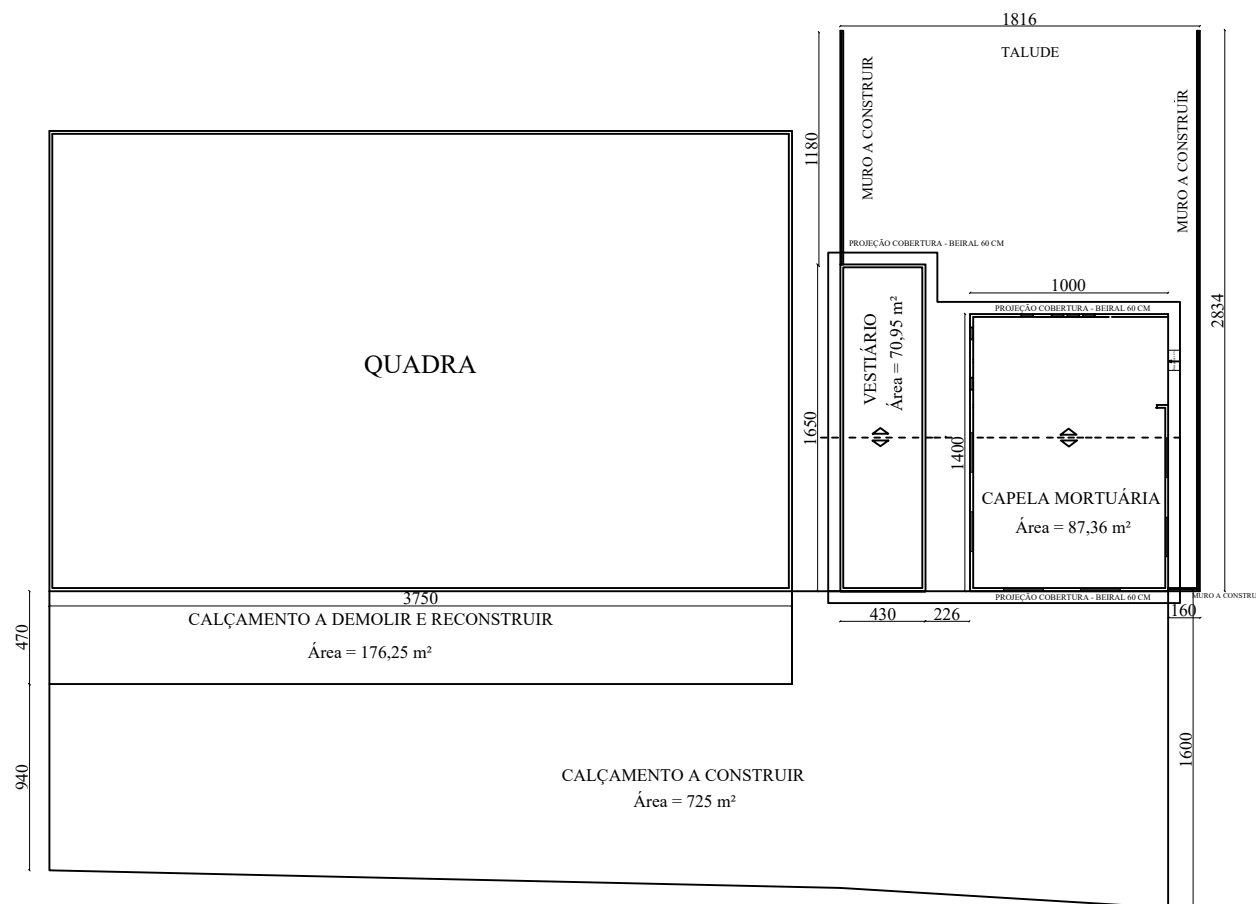 1816
TALUDE
MURO A CONSTRUIR
MURO A CONSTRUIR
1180
2834
PROJEÇÃO COBERTURA - BEIRAL 60 CM
1000
PROJEÇÃO COBERTURA - BEIRAL 60 CM
QUADRA
VESTIÁRIO
Área = 70,95 m²
1650
1400
CAPELA MORTUÁRIA
Área = 87,36 m²
3750
PROJEÇÃO COBERTURA - BEIRAL 60 CM
MURO A CONSTRU
160
430
226
CALÇAMENTO A DEMOLIR E RECONSTRUIR
Área = 176,25 m²
470
940
CALÇAMENTO A CONSTRUIR
Área = 725 m²
1600